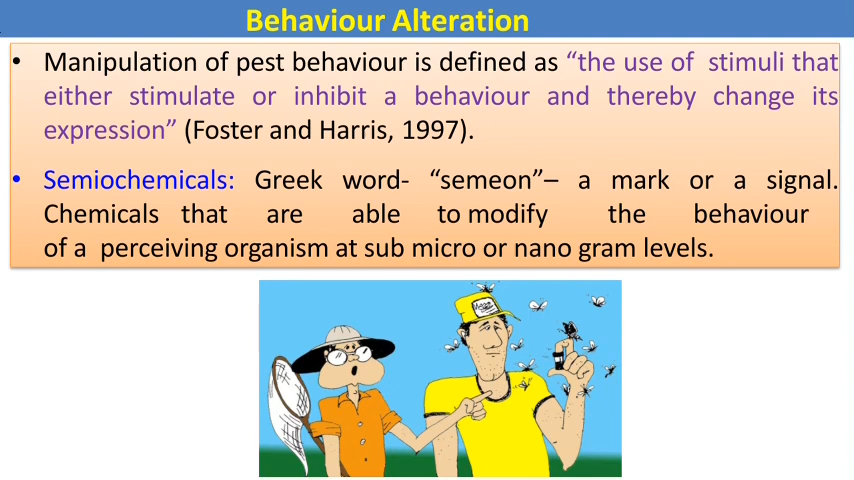 Behaviour Alteration
• Manipulation of pest behaviour is defined as “the use of stimuli that
either stimulate or inhibit a behaviour and thereby change its
expression” (Foster and Harris, 1997).
• Semiochemicals: Greek word- “semeon”– a mark or a signal.
Chemicals that are able to modify the behaviour
of a perceiving organism at sub micro or nano gram levels.